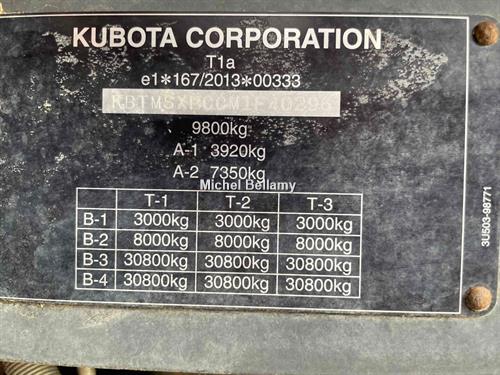 KUBOTA CORPORATION
T1a
e1*167/2013*00333
9800kg
A-1 3920kg
A-2 7350kg
Michel Bellamy
T-1 T-2 T-3
B-1 3000kg 3000kg 3000kg
B-2 8000kg 8000kg 8000kg
B-3 30800kg 30800kg 30800kg
B-4 30800kg 30800kg 30800kg
3U503-98771